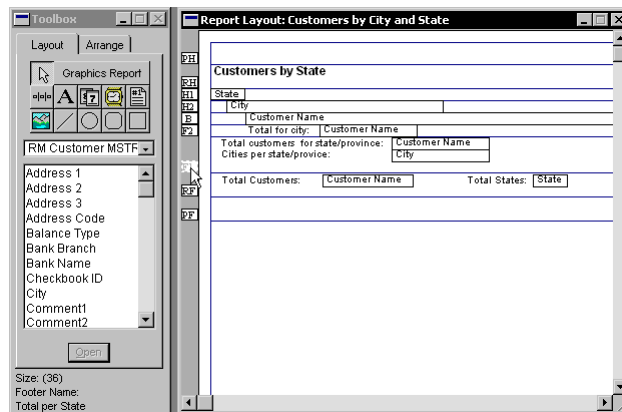 Toolbox
Layout
Arrange
Graphics Report
A
RM Customer MSTF
Address 1
Address 2
Address 3
Address Code
Balance Type
Bank Branch
Bank Name
Checkbook ID
City
Comment1
Comment2
Open
Size: (36)
Footer Name:
Total per State
Report Layout: Customers by City and State
PH
RH
Customers by State
H1
State
H2
City
B
Customer Name
F2
Total for city:
Customer Name
Total customers for state/province:
Customer Name
Cities per state/provice:
City
Total Customers:
Customer Name
Total States:
State
RF
PF